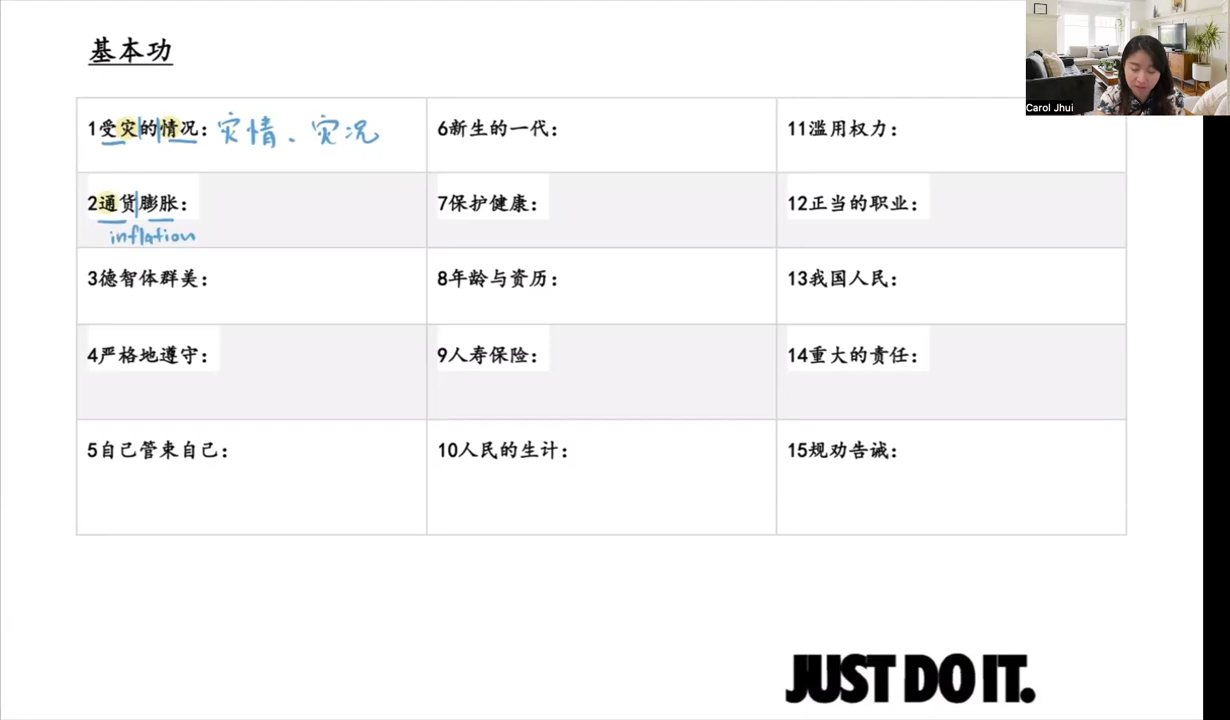 基本功
Carol Jhui
1受灾的情况：灾情、灾况
6新生的一代：
11滥用权力：
2通货膨胀：
inflation
7保护健康：
12正当的职业：
3德智体群美：
8年龄与资历：
13我国人民：
4严格地遵守：
9人寿保险：
14重大的责任：
5自己管束自己：
10人民的生计：
15规劝告诫：
JUST DO IT.